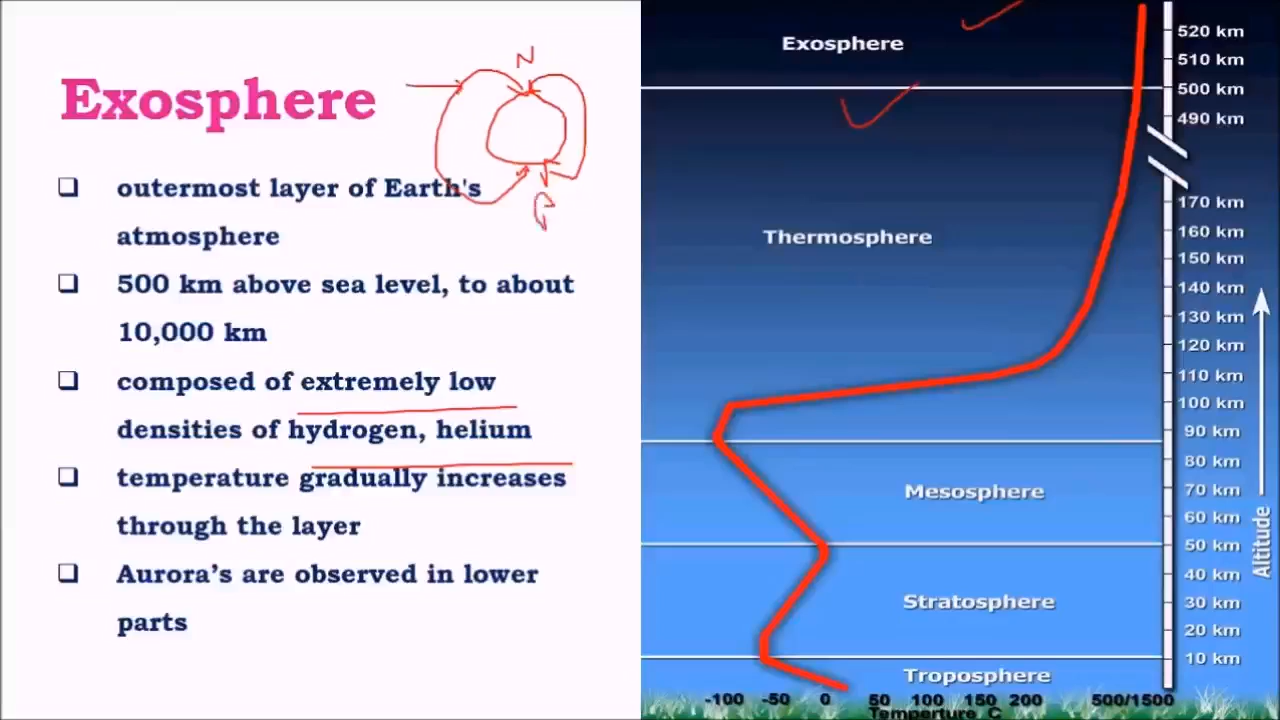 Exosphere
N
❑ outermost layer of Earth's
atmosphere
❑ 500 km above sea level, to about
10,000 km
❑ composed of extremely low
densities of hydrogen, helium
❑ temperature gradually increases
through the layer
❑ Aurora's are observed in lower
parts
Exosphere
Thermosphere
Mesosphere
Stratosphere
Troposphere
520 km
510 km
500 km
490 km
170 km
160 km
150 km
140 km
130 km
120 km
110 km
100 km
90 km
80 km
70 km
60 km
50 km
40 km
30 km
20 km
10 km
Altitude
-100 -50 0 50 100 150 200 500/1500
Temperture C